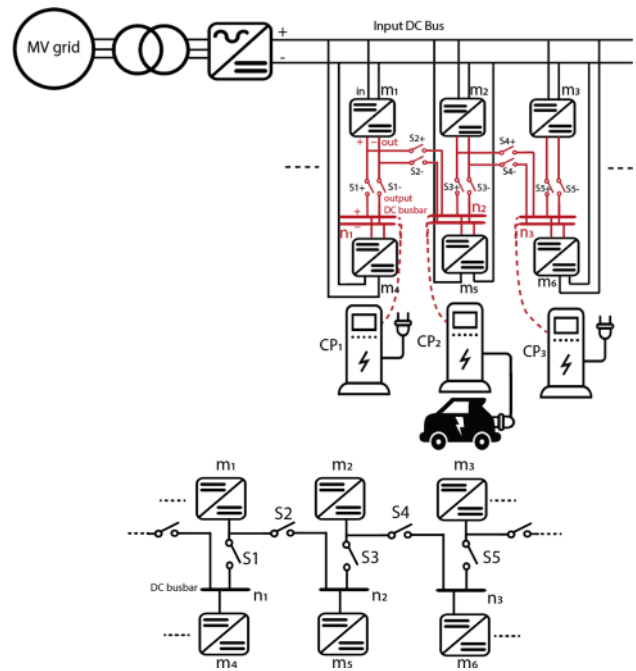 MV grid
+
-
Input DC Bus
in
m1
m2
m3
+ - out
S2+
S2-
S4+
S4-
S1+
S1-
S3+
S3-
S5+
S5-
output
DC busbar
+
-
n1
n2
n3
m4
m5
m6
CP1
CP2
CP3
m1
m2
m3
S2
S4
S1
S3
S5
DC busbar
n1
n2
n3
m4
m5
m6